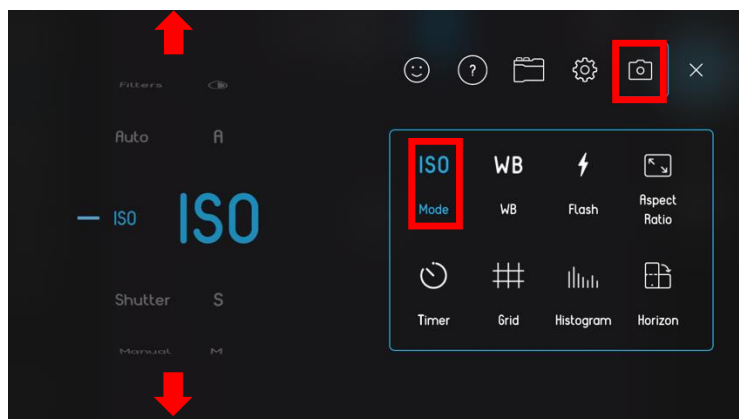 Filters
Auto A
ISO ISO
Shutter S
Manual M
?
ISO WB
Mode WB Flash Aspect
Ratio
Timer Grid Histogram Horizon